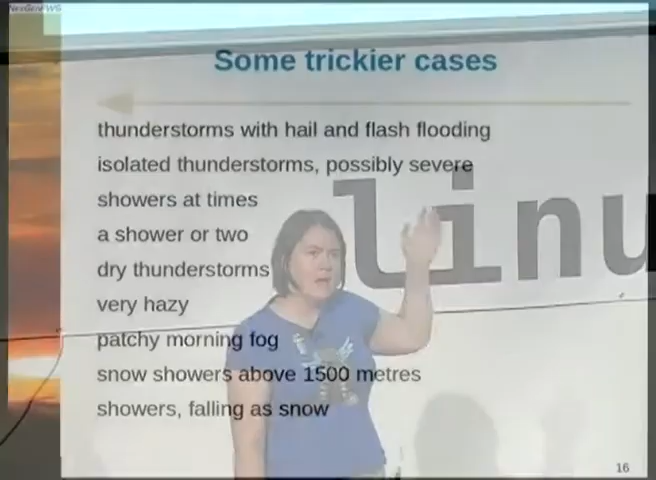 Some trickier cases
thunderstorms with hail and flash flooding
isolated thunderstorms, possibly severe
showers at times
a shower or two
dry thunderstorms
very hazy
patchy morning fog
snow showers above 1500 metres
showers, falling as snow
linu
16